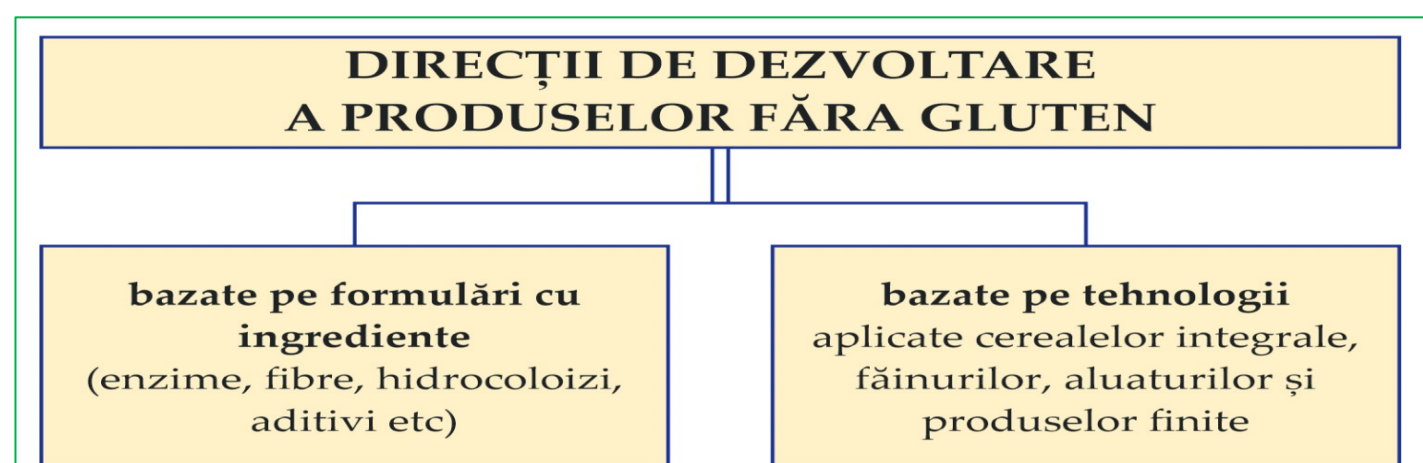 DIRECȚII DE DEZVOLTARE
A PRODUSELOR FĂRA GLUTEN
bazate pe formulări cu
ingrediente
(enzime, fibre, hidrocoloizi,
aditivi etc)
bazate pe tehnologii
aplicate cerealelor integrale,
făinurilor, aluaturilor și
produselor finite